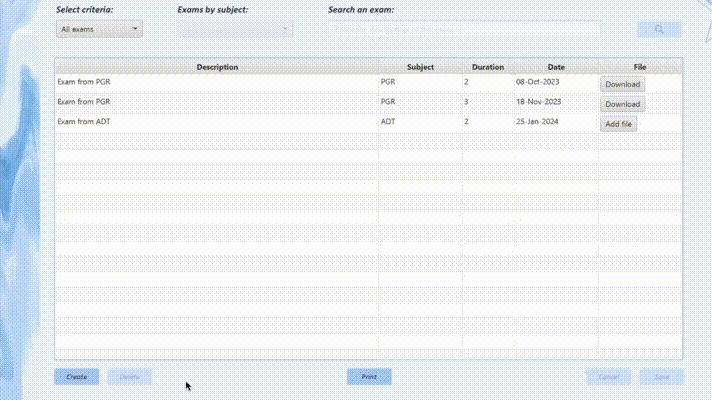 Select criteria: Exams by subject: Search an exam:
All exams
Description Subject Duration Date File
Exam from PGR PGR 2 08-Oct-2023 Download
Exam from PGR PGR 3 18-Nov-2023 Download
Exam from ADT ADT 2 25-Jan-2024 Add file
Create Delete Print Cancel Save